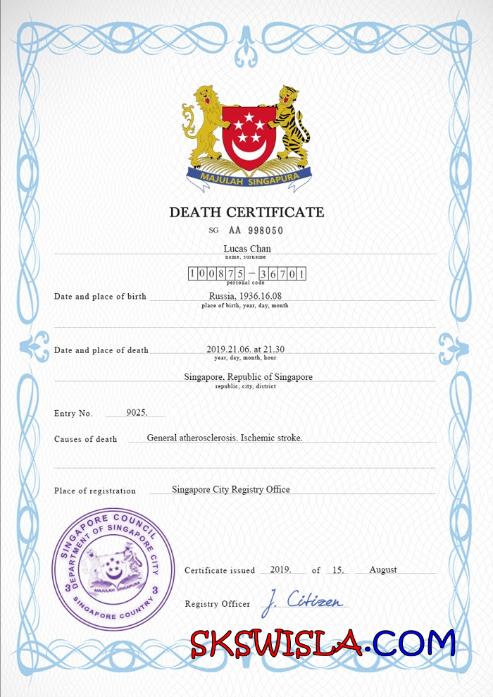 MAJULAH SINGAPURA
DEATH CERTIFICATE
SG AA 998050
Lucas Chan
name, surname
100875-36701
personal code
Date and place of birth Russia, 1936.16.08
place of birth, year, day, month
Date and place of death 2019.21.06. at 21.30
year, day, month, hour
Singapore, Republic of Singapore
republic, city, district
Entry No. 9025.
Causes of death General atherosclerosis. Ischemic stroke.
Place of registration Singapore City Registry Office
SINGAPORE COUNCIL
DEPARTMENT OF SINGAPORE CITY
3 3
MAJULAH SINGAPURA
SINGAPORE COUNTRY
Certificate issued 2019. of 15. August
Registry Officer J. Citizen
SKSWISLA.COM